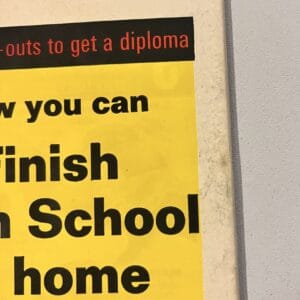 -outs to get a diploma
w you can
Finish
h School
home